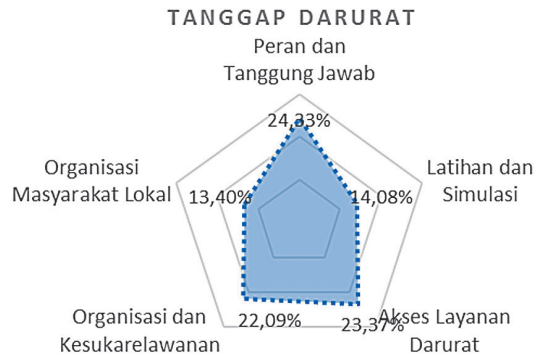 TANGGAP DARURAT
Peran dan
Tanggung Jawab
24,33%
Organisasi
Masyarakat Lokal
13,40%
14,08%
Latihan dan
Simulasi
Organisasi dan
Kesukarelawanan
22,09%
23,37%
Akses Layanan
Darurat